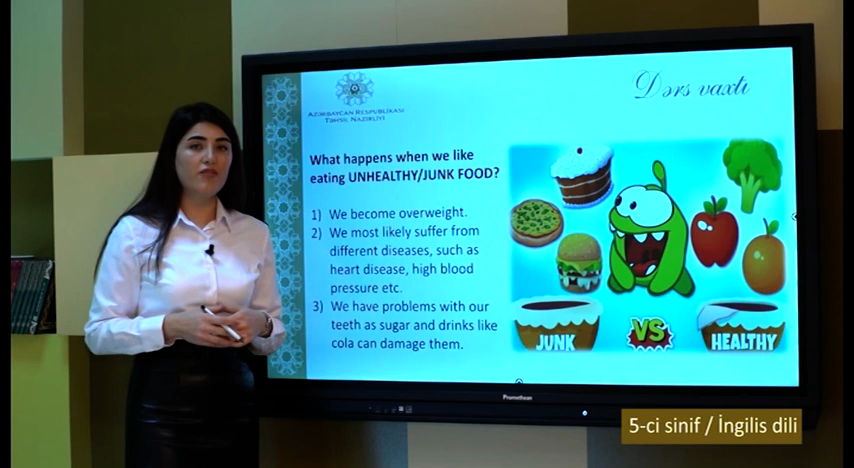 Dərs vaxtı
AZƏRBAYCAN RESPUBLİKASI
TƏHSİL NAZİRLİYİ
What happens when we like
eating UNHEALTHY/JUNK FOOD?
1) We become overweight.
2) We most likely suffer from
different diseases, such as
heart disease, high blood
pressure etc.
3) We have problems with our
teeth as sugar and drinks like
cola can damage them.
JUNK
VS
HEALTHY
Promethean
5-ci sinif / İngilis dili